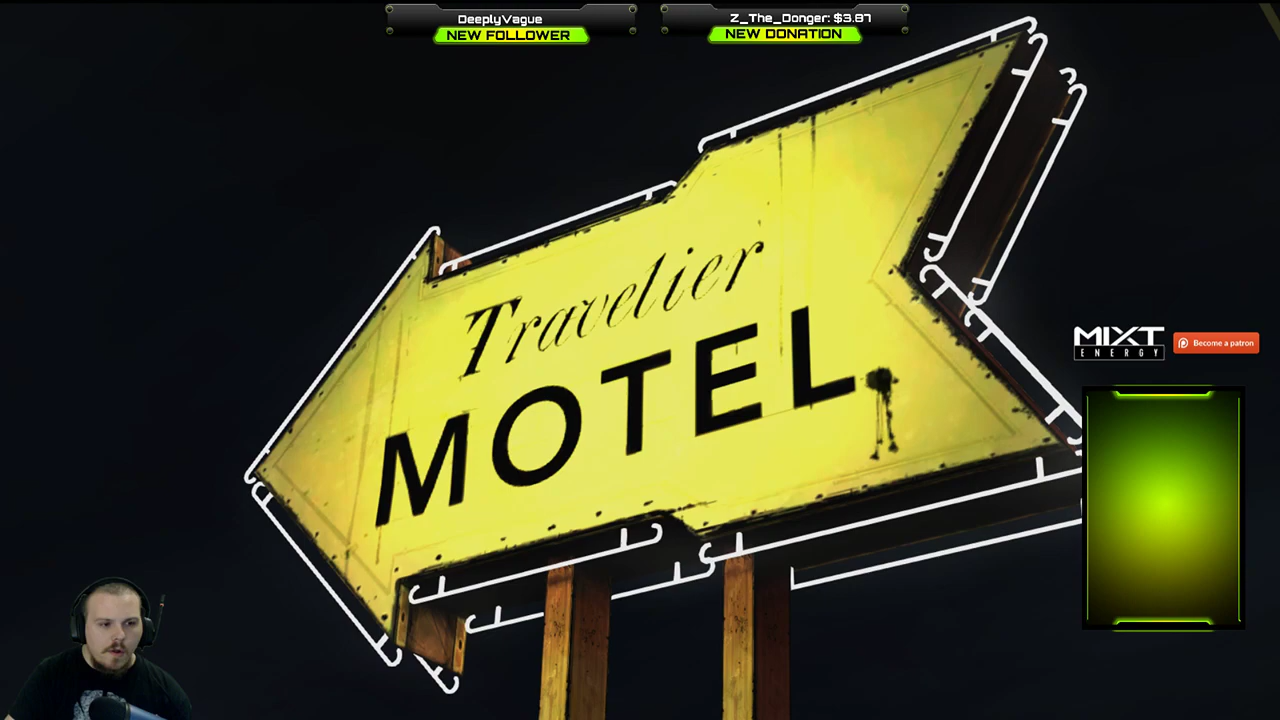 DeeplyVague
NEW FOLLOWER
Z_The_Donger: $3.87
NEW DONATION
Travelier
MOTEL
MIXT
ENERGY
Become a patron